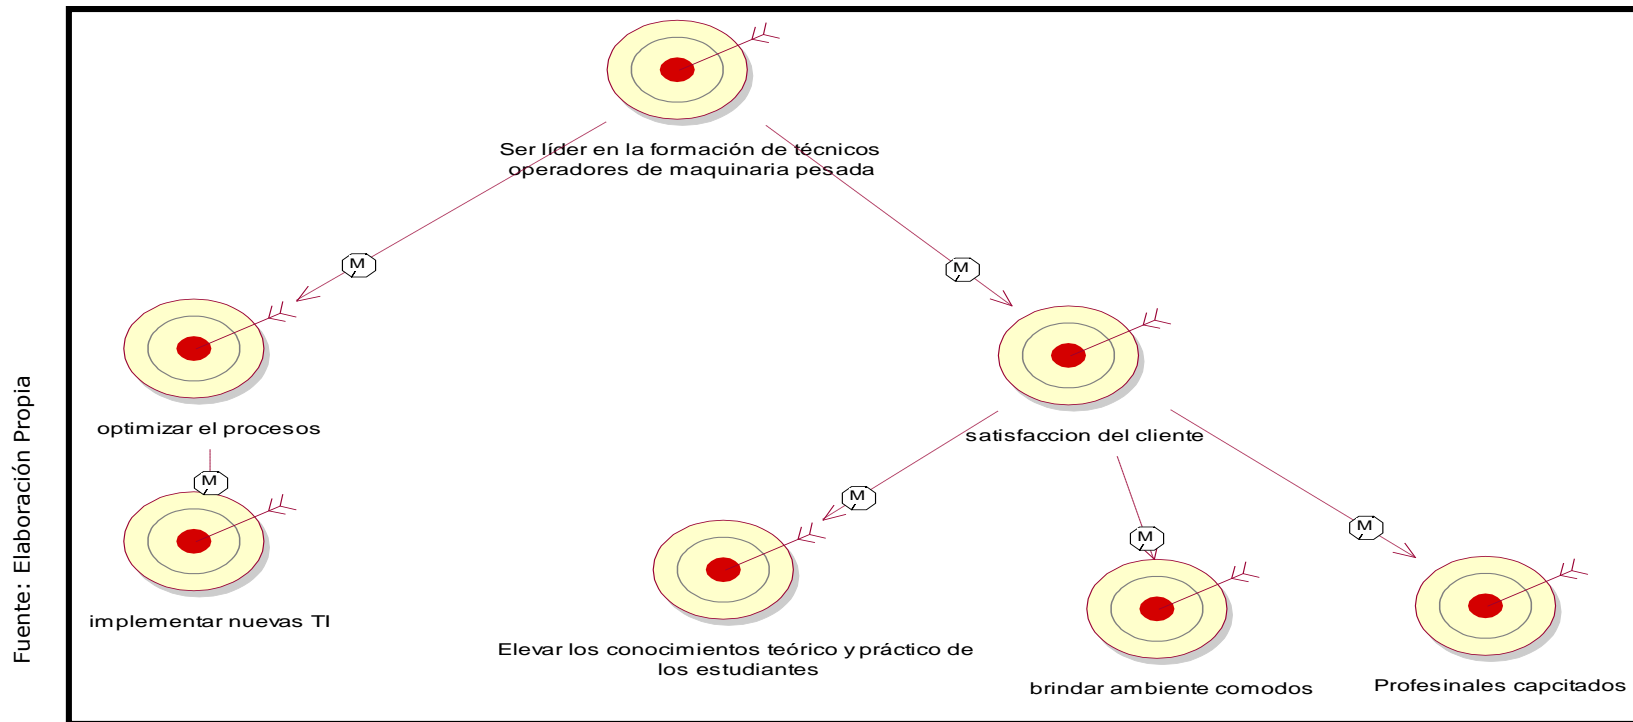 Ser líder en la formación de técnicos
operadores de maquinaria pesada
M
M
optimizar el procesos
satisfaccion del cliente
M
M
M
M
implementar nuevas TI
Elevar los conocimientos teórico y práctico de
los estudiantes
brindar ambiente comodos
Profesinales capcitados
Fuente: Elaboración Propia